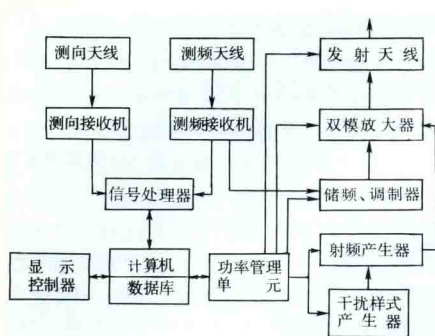 测向天线
测频天线
发射天线
测向接收机
测频接收机
双模放大器
信号处理器
储频、调制器
显示
控制器
计算机
数据库
功率管理
单元
射频产生器
干扰样式
产生器